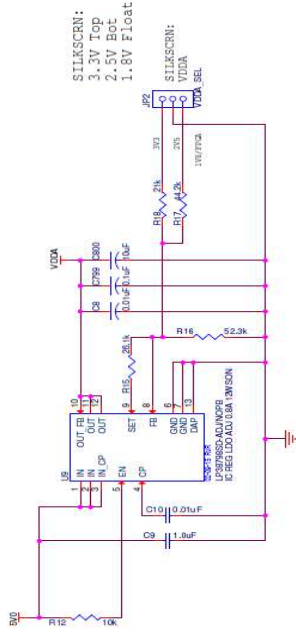 SILKSCRN:
3.3V Top
2.5V Bot
1.8V Float
SILKSCRN:
VDDA
JP2
VDDA_SEL
3V3
2V5
1V8/FPGA
R18
21k
R17
44.2k
VDDA
C8
0.01uF
C799
0.1uF
C800
10uF
R15
26.1k
R16
52.3k
U9
1
IN
2
IN
3
IN_CP
5
EN
4
CP
OUT_FB
10
OUT
11
OUT
12
SET
9
FB
8
GND
6
GND
7
DAP
13
LP38798SD-ADJ/NOPB
IC REG LDO ADJ 0.8A 12WSON
C10
0.01uF
C9
1.0uF
5V0
R12
10k